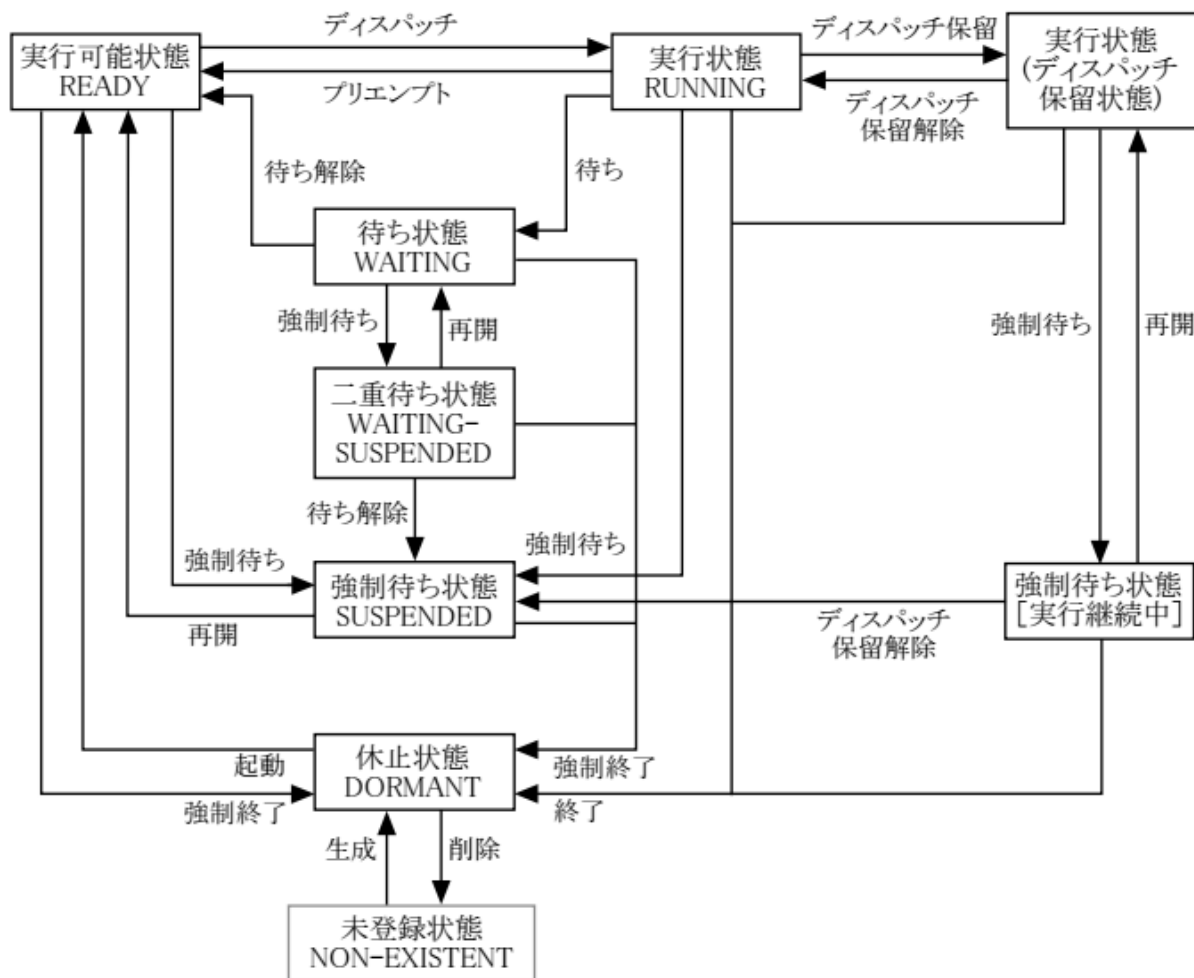 ディスパッチ
実行可能状態
READY
プリエンプト
実行状態
RUNNING
ディスパッチ保留
ディスパッチ
保留解除
実行状態
(ディスパッチ
保留状態)
待ち解除
待ち
待ち状態
WAITING
強制待ち
再開
二重待ち状態
WAITING-
SUSPENDED
待ち解除
強制待ち
再開
強制待ち
強制待ち
強制待ち状態
SUSPENDED
再開
ディスパッチ
保留解除
強制待ち状態
[実行継続中]
起動
強制終了
休止状態
DORMANT
強制終了
終了
生成
削除
未登録状態
NON-EXISTENT